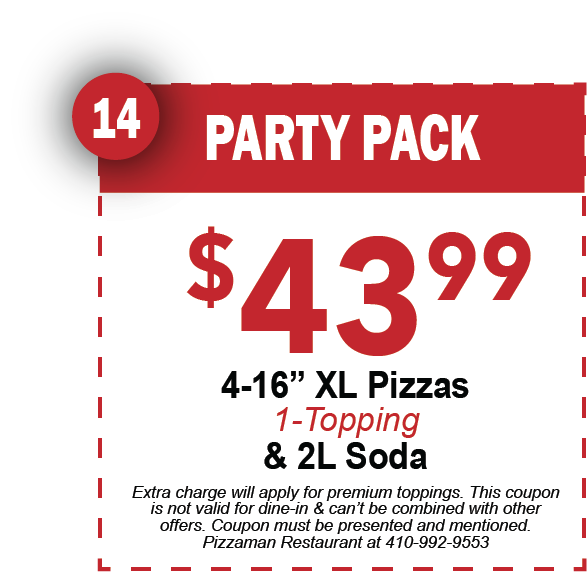 14
PARTY PACK
$43 99
4-16” XL Pizzas
1-Topping
& 2L Soda
Extra charge will apply for premium toppings. This coupon
is not valid for dine-in & can’t be combined with other
offers. Coupon must be presented and mentioned.
Pizzaman Restaurant at 410-992-9553